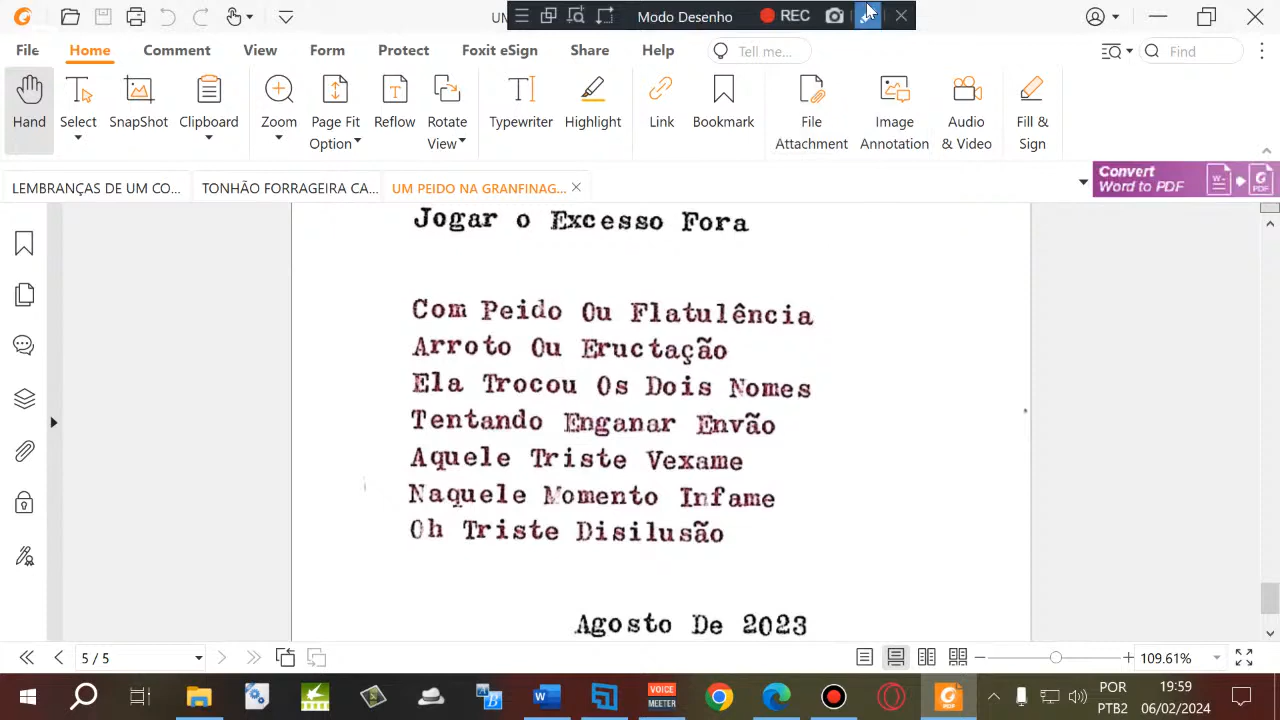 UN
Modo Desenho
REC
File
Home
Comment
View
Form
Protect
Foxit eSign
Share
Help
Tell me...
Find
Hand
Select
SnapShot
Clipboard
Zoom
Page Fit
Option
Reflow
Rotate
View
Typewriter
Highlight
Link
Bookmark
File
Attachment
Image
Annotation
Audio
& Video
Fill &
Sign
LEMBRANÇAS DE UM CO...
TONHÃO FORRAGEIRA CA...
UM PEIDO NA GRANFINAG...
Convert
Word to PDF
PDF
Jogar o Excesso Fora
Com Peido Ou Flatulência
Arroto Ou Eructação
Ela Trocou Os Dois Nomes
Tentando Enganar Envão
Aquele Triste Vexame
Naquele Momento Infame
Oh Triste Disilusão
Agosto De 2023
5 / 5
109.61%
VOICE
MEETER
PDF
POR
PTB2
19:59
06/02/2024